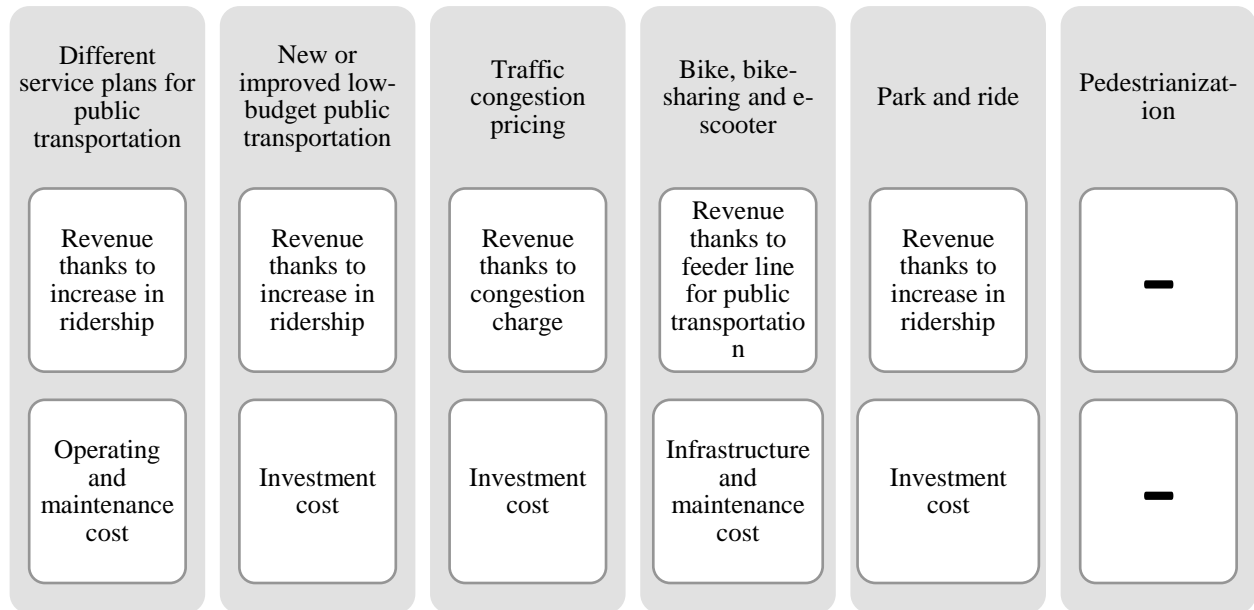 Different
service plans for
public
transportation
Revenue
thanks to
increase in
ridership
Operating
and
maintenance
cost
New or
improved low-
budget public
transportation
Revenue
thanks to
increase in
ridership
Investment
cost
Traffic
congestion
pricing
Revenue
thanks to
congestion
charge
Investment
cost
Bike, bike-
sharing and e-
scooter
Revenue
thanks to
feeder line
for public
transportatio
n
Infrastructure
and
maintenance
cost
Park and ride
Revenue
thanks to
increase in
ridership
Investment
cost
Pedestrianizat-
ion
-
-